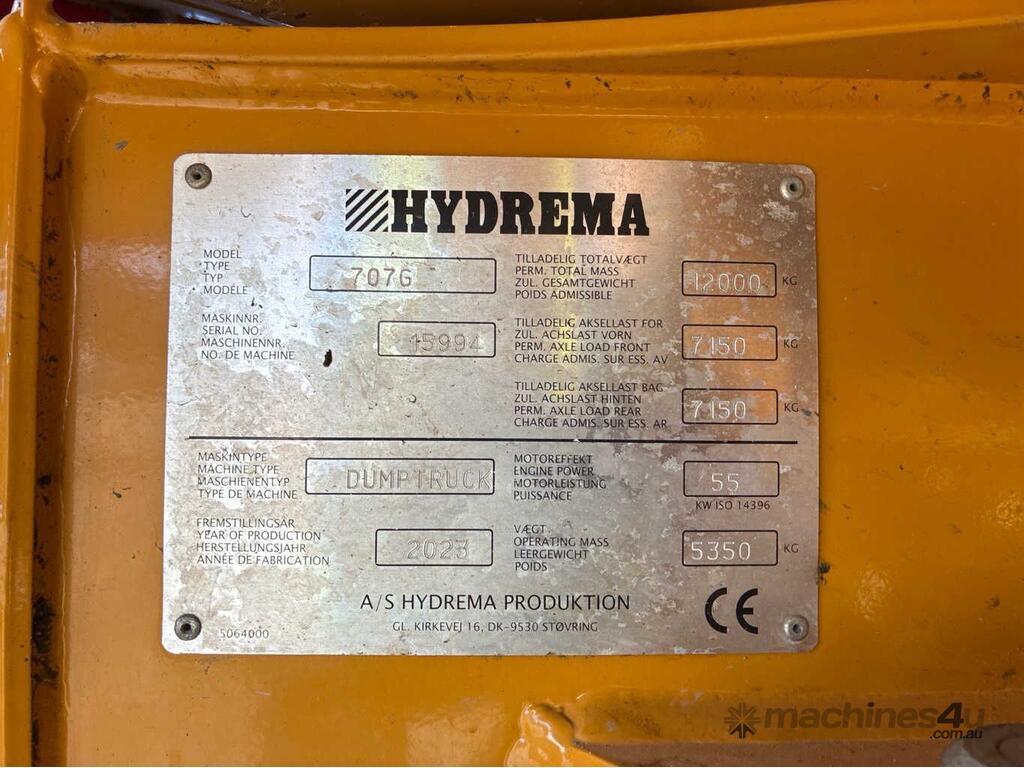 HYDREMA
MODEL
TYPE
TYP
MODÉLE
707G
TILLADELIG TOTALVÆGT
PERM. TOTAL MASS
ZUL. GESAMTGEWICHT
POIDS ADMISSIBLE
12000 KG
MASKINNR.
SERIAL NO.
MASCHINENNR.
NO. DE MACHINE
15994
TILLADELIG AKSELLAST FOR
ZUL. ACHSLAST VORN
PERM. AXLE LOAD FRONT
CHARGE ADMIS. SUR ESS. AV
7150 KG
TILLADELIG AKSELLAST BAG
ZUL. ACHSLAST HINTEN
PERM. AXLE LOAD REAR
CHARGE ADMIS. SUR ESS. AR
7150 KG
MASKINTYPE
MACHINE TYPE
MASCHIENENTYP
TYPE DE MACHINE
DUMPTRUCK
MOTOREFFEKT
ENGINE POWER
MOTORLEISTUNG
PUISSANCE
55
KW ISO 14396
FREMSTILLINGSÅR
YEAR OF PRODUCTION
HERSTELLUNGSJAHR
ANNÉE DE FABRICATION
2023
VÆGT
OPERATING MASS
LEERGEWICHT
POIDS
5350 KG
A/S HYDREMA PRODUKTION
GL. KIRKEVEJ 16, DK-9530 STØVRING
CE
5064000
machines4u
.com.au